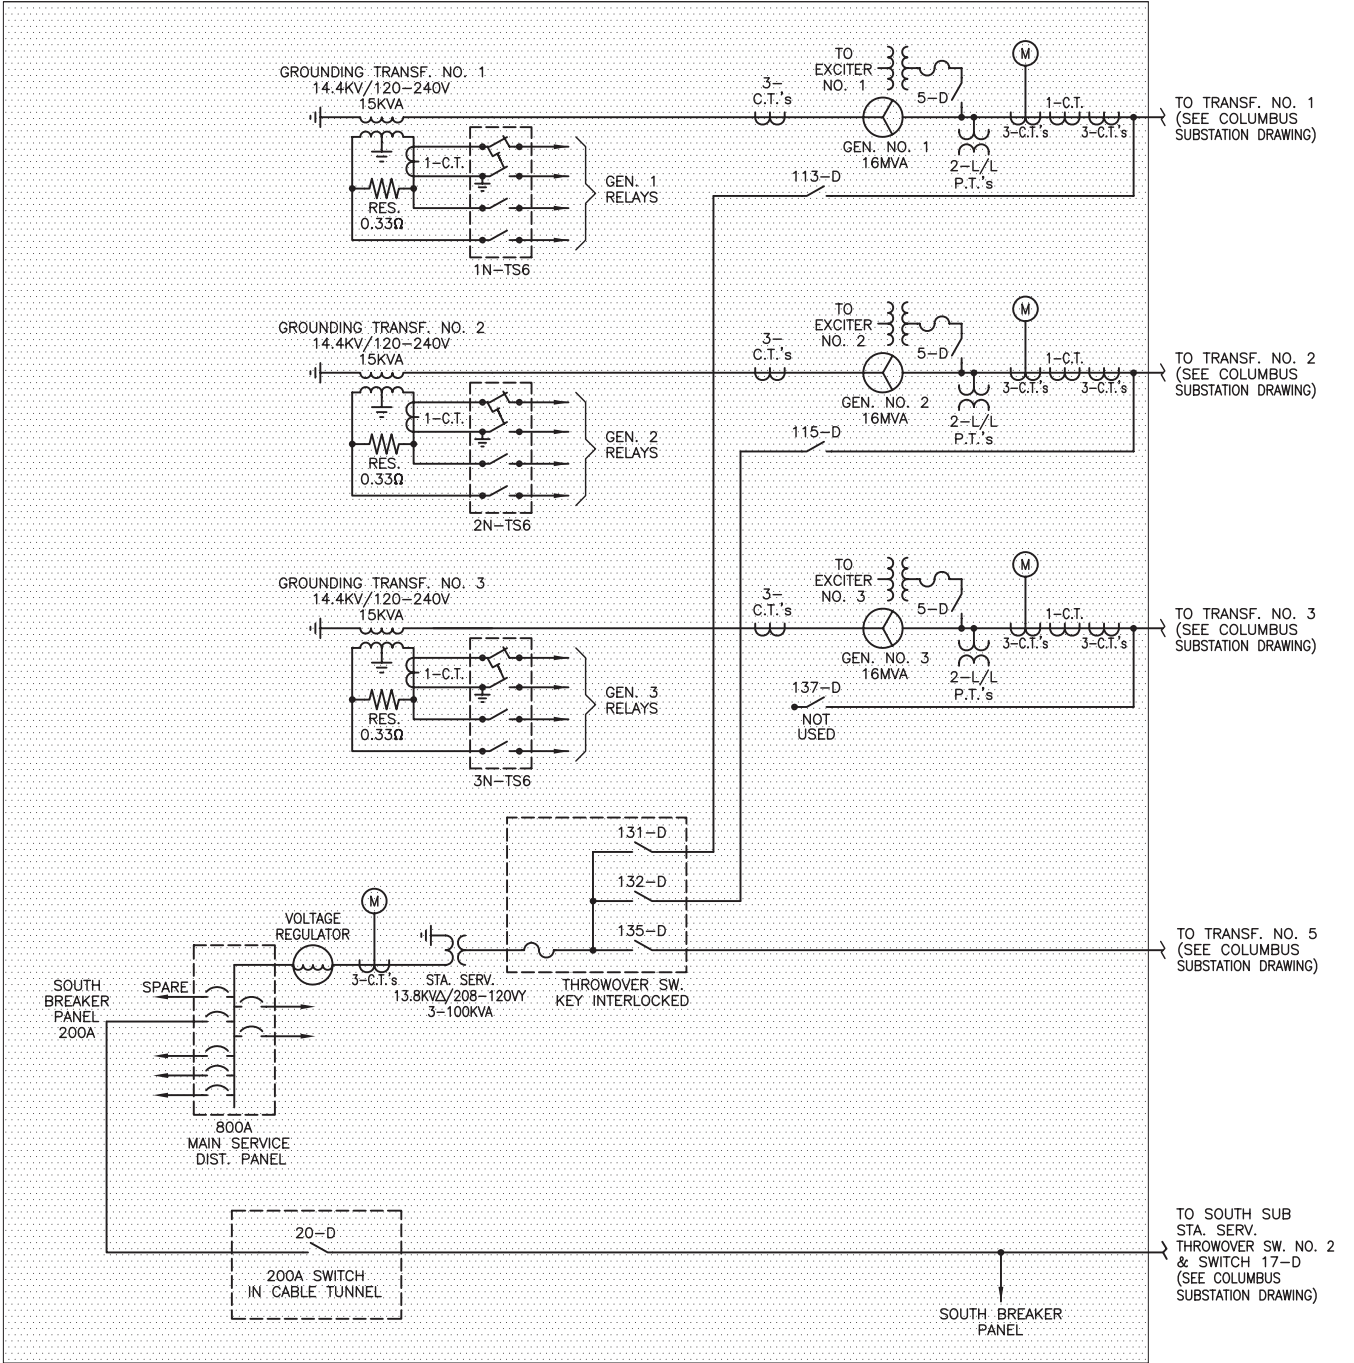 GROUNDING TRANSF. NO. 1
14.4KV/120-240V
15KVA
1-C.T.
RES.
0.33Ω
1N-TS6
GEN. 1
RELAYS
3-
C.T.'s
TO
EXCITER
NO. 1
5-D
GEN. NO. 1
16MVA
2-L/L
P.T.'s
M
3-C.T.'s
1-C.T.
3-C.T.'s
113-D
TO TRANSF. NO. 1
(SEE COLUMBUS
SUBSTATION DRAWING)
GROUNDING TRANSF. NO. 2
14.4KV/120-240V
15KVA
1-C.T.
RES.
0.33Ω
2N-TS6
GEN. 2
RELAYS
3-
C.T.'s
TO
EXCITER
NO. 2
5-D
GEN. NO. 2
16MVA
2-L/L
P.T.'s
M
3-C.T.'s
1-C.T.
3-C.T.'s
115-D
TO TRANSF. NO. 2
(SEE COLUMBUS
SUBSTATION DRAWING)
GROUNDING TRANSF. NO. 3
14.4KV/120-240V
15KVA
1-C.T.
RES.
0.33Ω
3N-TS6
GEN. 3
RELAYS
3-
C.T.'s
TO
EXCITER
NO. 3
5-D
GEN. NO. 3
16MVA
2-L/L
P.T.'s
M
3-C.T.'s
1-C.T.
3-C.T.'s
137-D
NOT
USED
TO TRANSF. NO. 3
(SEE COLUMBUS
SUBSTATION DRAWING)
131-D
132-D
135-D
THROWOVER SW.
KEY INTERLOCKED
TO TRANSF. NO. 5
(SEE COLUMBUS
SUBSTATION DRAWING)
M
VOLTAGE
REGULATOR
3-C.T.'s
STA. SERV.
13.8KVΔ/208-120VY
3-100KVA
SOUTH
BREAKER
PANEL
200A
SPARE
800A
MAIN SERVICE
DIST. PANEL
20-D
200A SWITCH
IN CABLE TUNNEL
SOUTH BREAKER
PANEL
TO SOUTH SUB
STA. SERV.
THROWOVER SW. NO. 2
& SWITCH 17-D
(SEE COLUMBUS
SUBSTATION DRAWING)